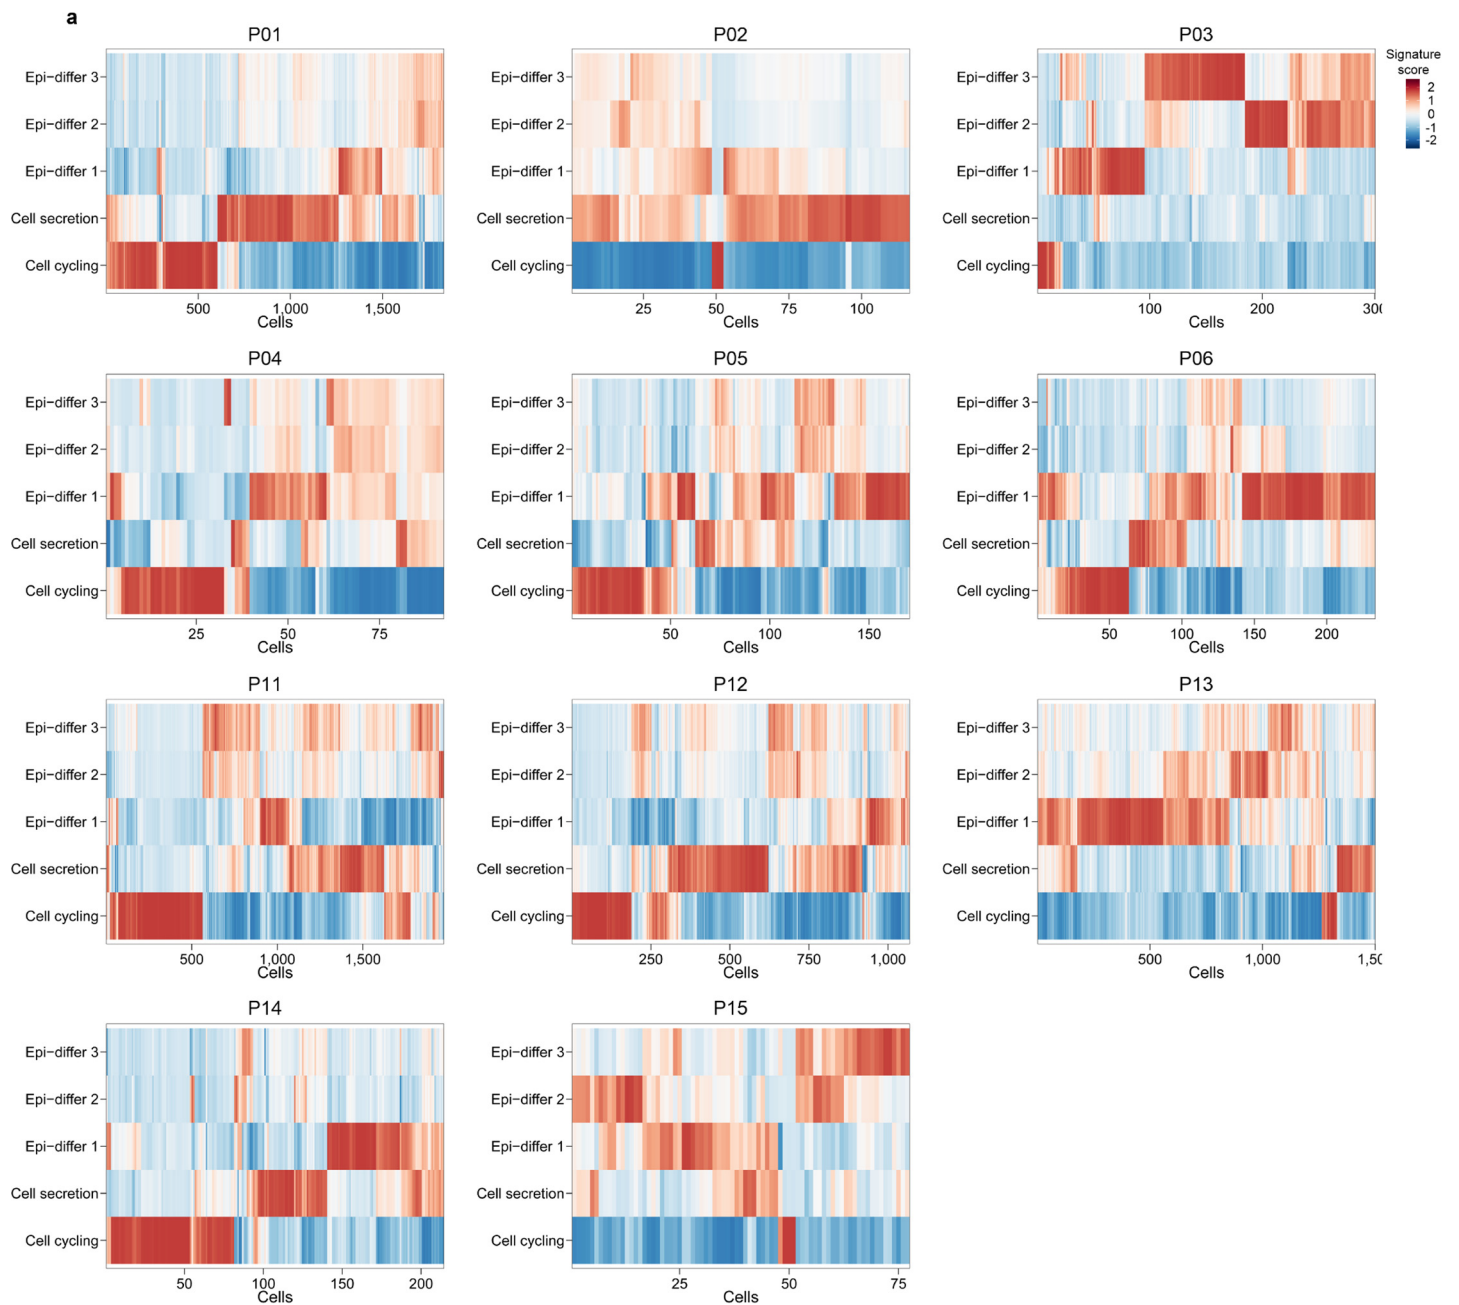 a
P01
Epi−differ 3
Epi−differ 2
Epi−differ 1
Cell secretion
Cell cycling
500 1,000 1,500
Cells
P02
Epi−differ 3
Epi−differ 2
Epi−differ 1
Cell secretion
Cell cycling
25 50 75 100
Cells
P03
Epi−differ 3
Epi−differ 2
Epi−differ 1
Cell secretion
Cell cycling
100 200 300
Cells
Signature
score
2
1
0
-1
-2
P04
Epi−differ 3
Epi−differ 2
Epi−differ 1
Cell secretion
Cell cycling
25 50 75
Cells
P05
Epi−differ 3
Epi−differ 2
Epi−differ 1
Cell secretion
Cell cycling
50 100 150
Cells
P06
Epi−differ 3
Epi−differ 2
Epi−differ 1
Cell secretion
Cell cycling
50 100 150 200
Cells
P11
Epi−differ 3
Epi−differ 2
Epi−differ 1
Cell secretion
Cell cycling
500 1,000 1,500
Cells
P12
Epi−differ 3
Epi−differ 2
Epi−differ 1
Cell secretion
Cell cycling
250 500 750 1,000
Cells
P13
Epi−differ 3
Epi−differ 2
Epi−differ 1
Cell secretion
Cell cycling
500 1,000 1,50
Cells
P14
Epi−differ 3
Epi−differ 2
Epi−differ 1
Cell secretion
Cell cycling
50 100 150 200
Cells
P15
Epi−differ 3
Epi−differ 2
Epi−differ 1
Cell secretion
Cell cycling
25 50 75
Cells